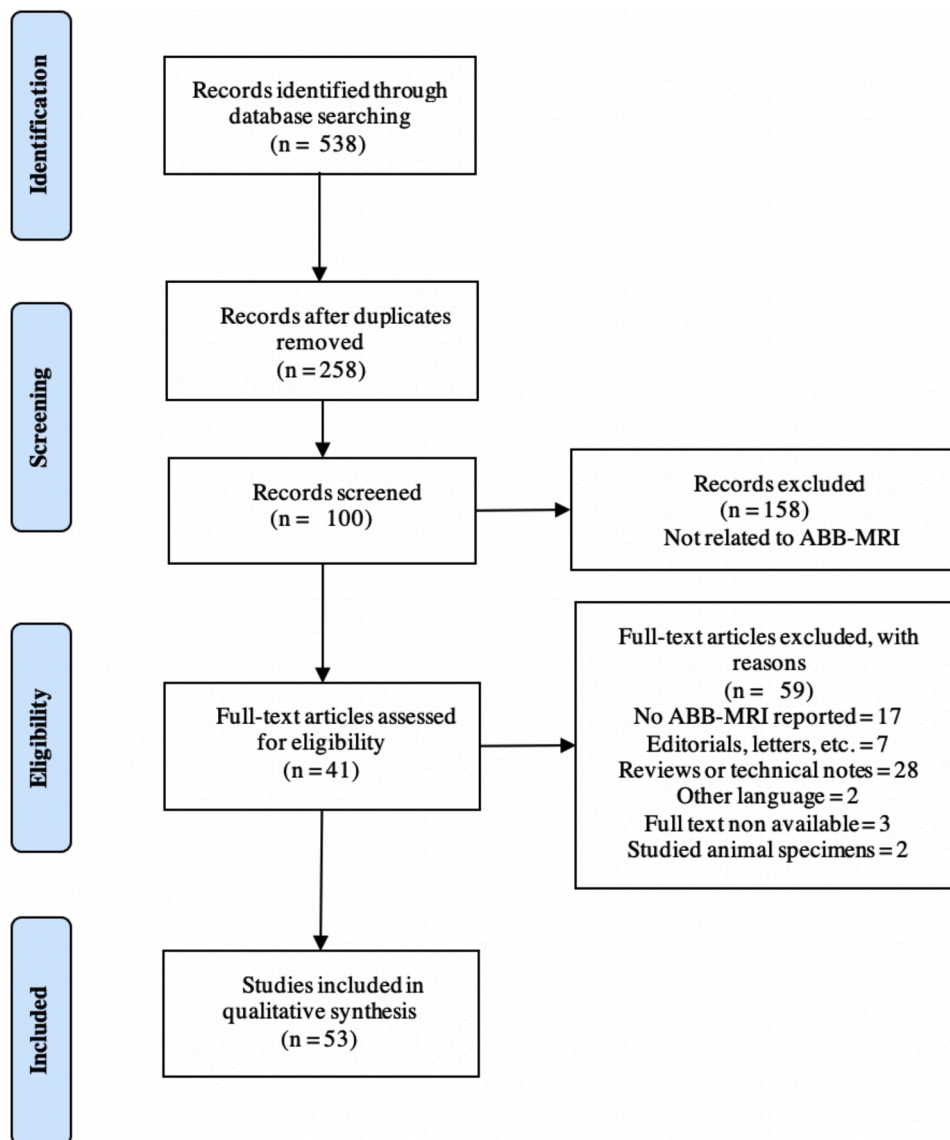 Identification
Records identified through
database searching
(n = 538)
Records after duplicates
removed
(n = 258)
Screening
Records screened
(n = 100)
Records excluded
(n = 158)
Not related to ABB-MRI
Eligibility
Full-text articles assessed
for eligibility
(n = 41)
Full-text articles excluded, with
reasons
(n = 59)
No ABB-MRI reported = 17
Editorials, letters, etc. = 7
Reviews or technical notes = 28
Other language = 2
Full text non available = 3
Studied animal specimens = 2
Included
Studies included in
qualitative synthesis
(n = 53)